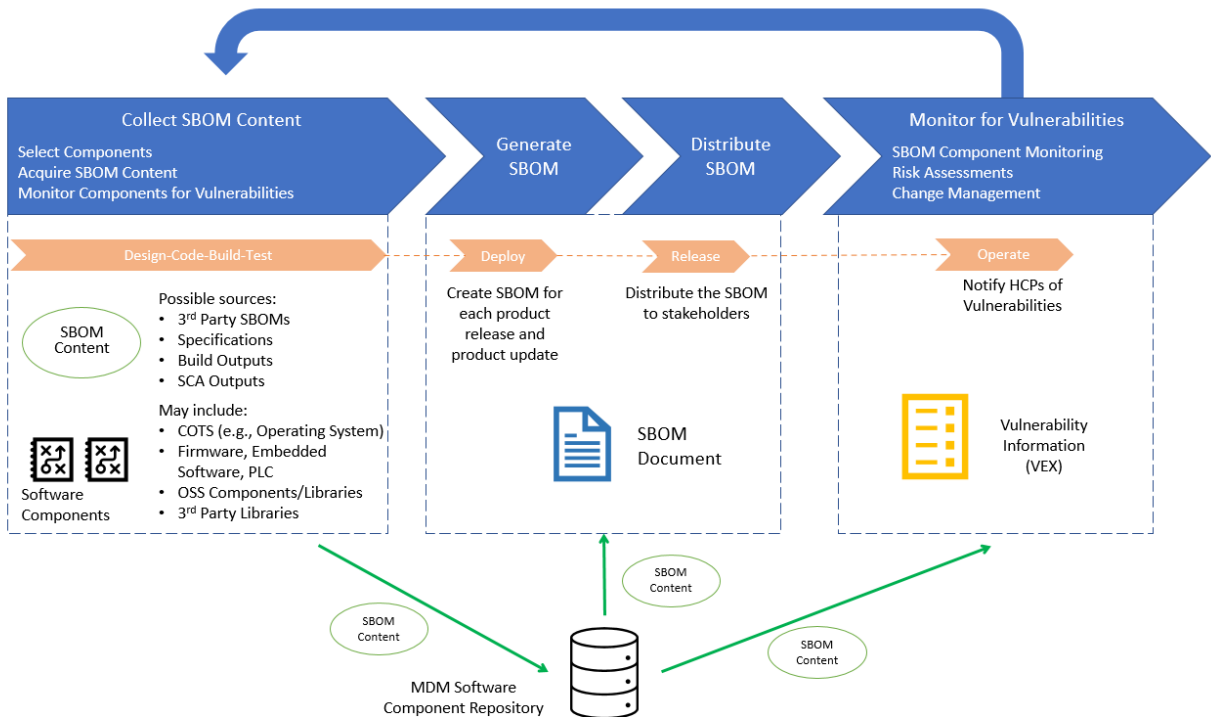 Collect SBOM Content
Select Components
Acquire SBOM Content
Monitor Components for Vulnerabilities
Generate
SBOM
Distribute
SBOM
Monitor for Vulnerabilities
SBOM Component Monitoring
Risk Assessments
Change Management
Design-Code-Build-Test
Deploy
Release
Operate
SBOM
Content
Possible sources:
• 3rd Party SBOMs
• Specifications
• Build Outputs
• SCA Outputs
Software
Components
May include:
• COTS (e.g., Operating System)
• Firmware, Embedded
Software, PLC
• OSS Components/Libraries
• 3rd Party Libraries
Create SBOM for
each product
release and
product update
Distribute the SBOM
to stakeholders
SBOM
Document
Notify HCPs of
Vulnerabilities
Vulnerability
Information
(VEX)
SBOM
Content
SBOM
Content
SBOM
Content
MDM Software
Component Repository